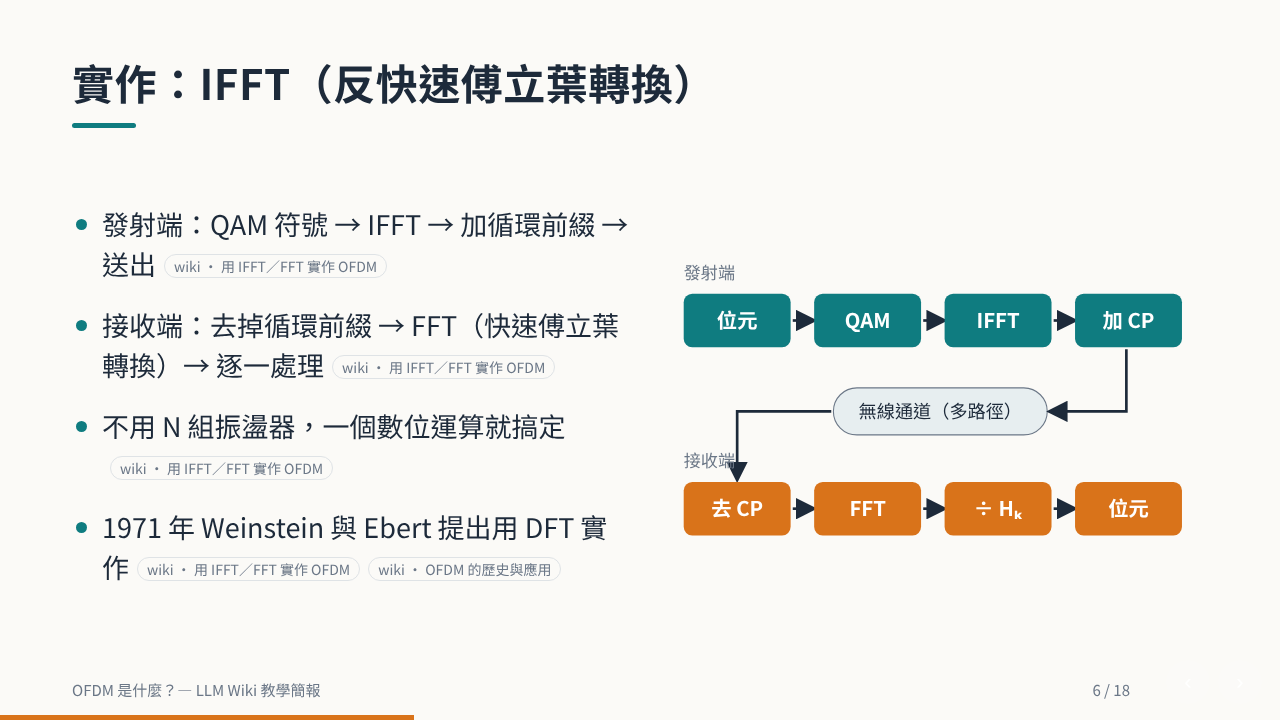 實作：IFFT（反快速傅立葉轉換）
發射端：QAM 符號 → IFFT → 加循環前綴 →
送出 wiki · 用 IFFT／FFT 實作 OFDM
接收端：去掉循環前綴 → FFT（快速傅立葉
轉換）→ 逐一處理 wiki · 用 IFFT／FFT 實作 OFDM
不用 N 組振盪器，一個數位運算就搞定
wiki · 用 IFFT／FFT 實作 OFDM
1971 年 Weinstein 與 Ebert 提出用 DFT 實
作 wiki · 用 IFFT／FFT 實作 OFDM wiki · OFDM 的歷史與應用
發射端
位元 QAM IFFT 加 CP
無線通道（多路徑）
接收端
去 CP FFT ÷ Hₖ 位元
OFDM 是什麼？— LLM Wiki 教學簡報
6 / 18